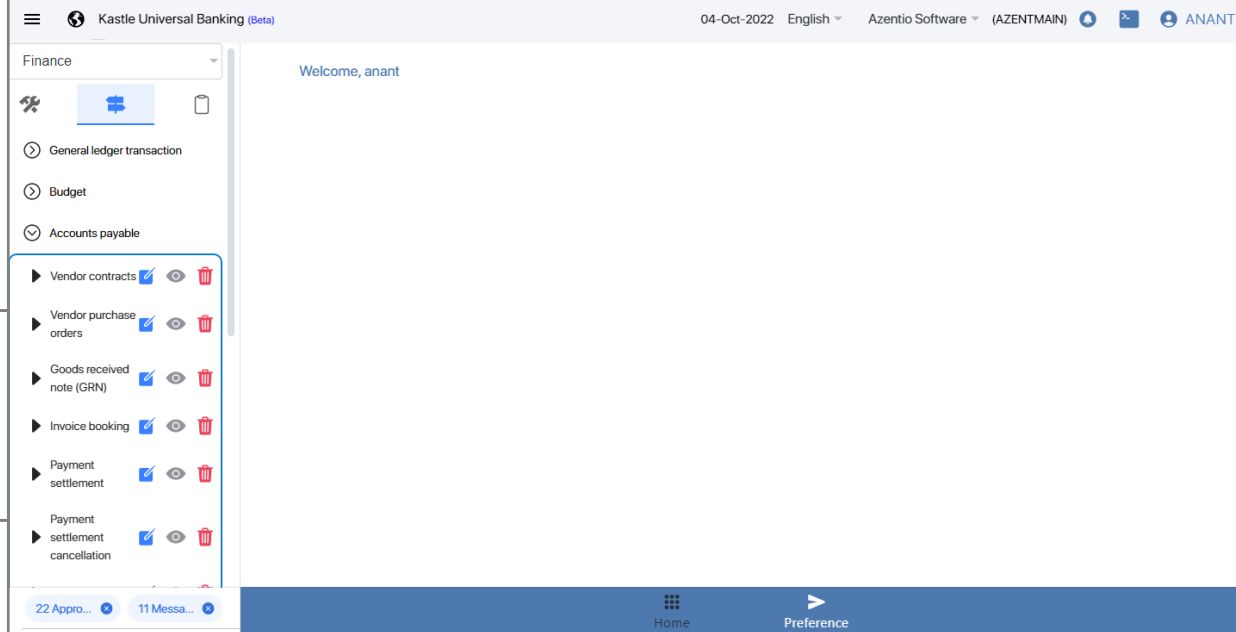 Kastle Universal Banking (Beta)
04-Oct-2022 English Azentio Software (AZENTMAIN) ANANT
Finance
Welcome, anant
General ledger transaction
Budget
Accounts payable
Vendor contracts
Vendor purchase
orders
Goods received
note (GRN)
Invoice booking
Payment
settlement
Payment
settlement
cancellation
22 Appro... 11 Messa...
Home
Preference